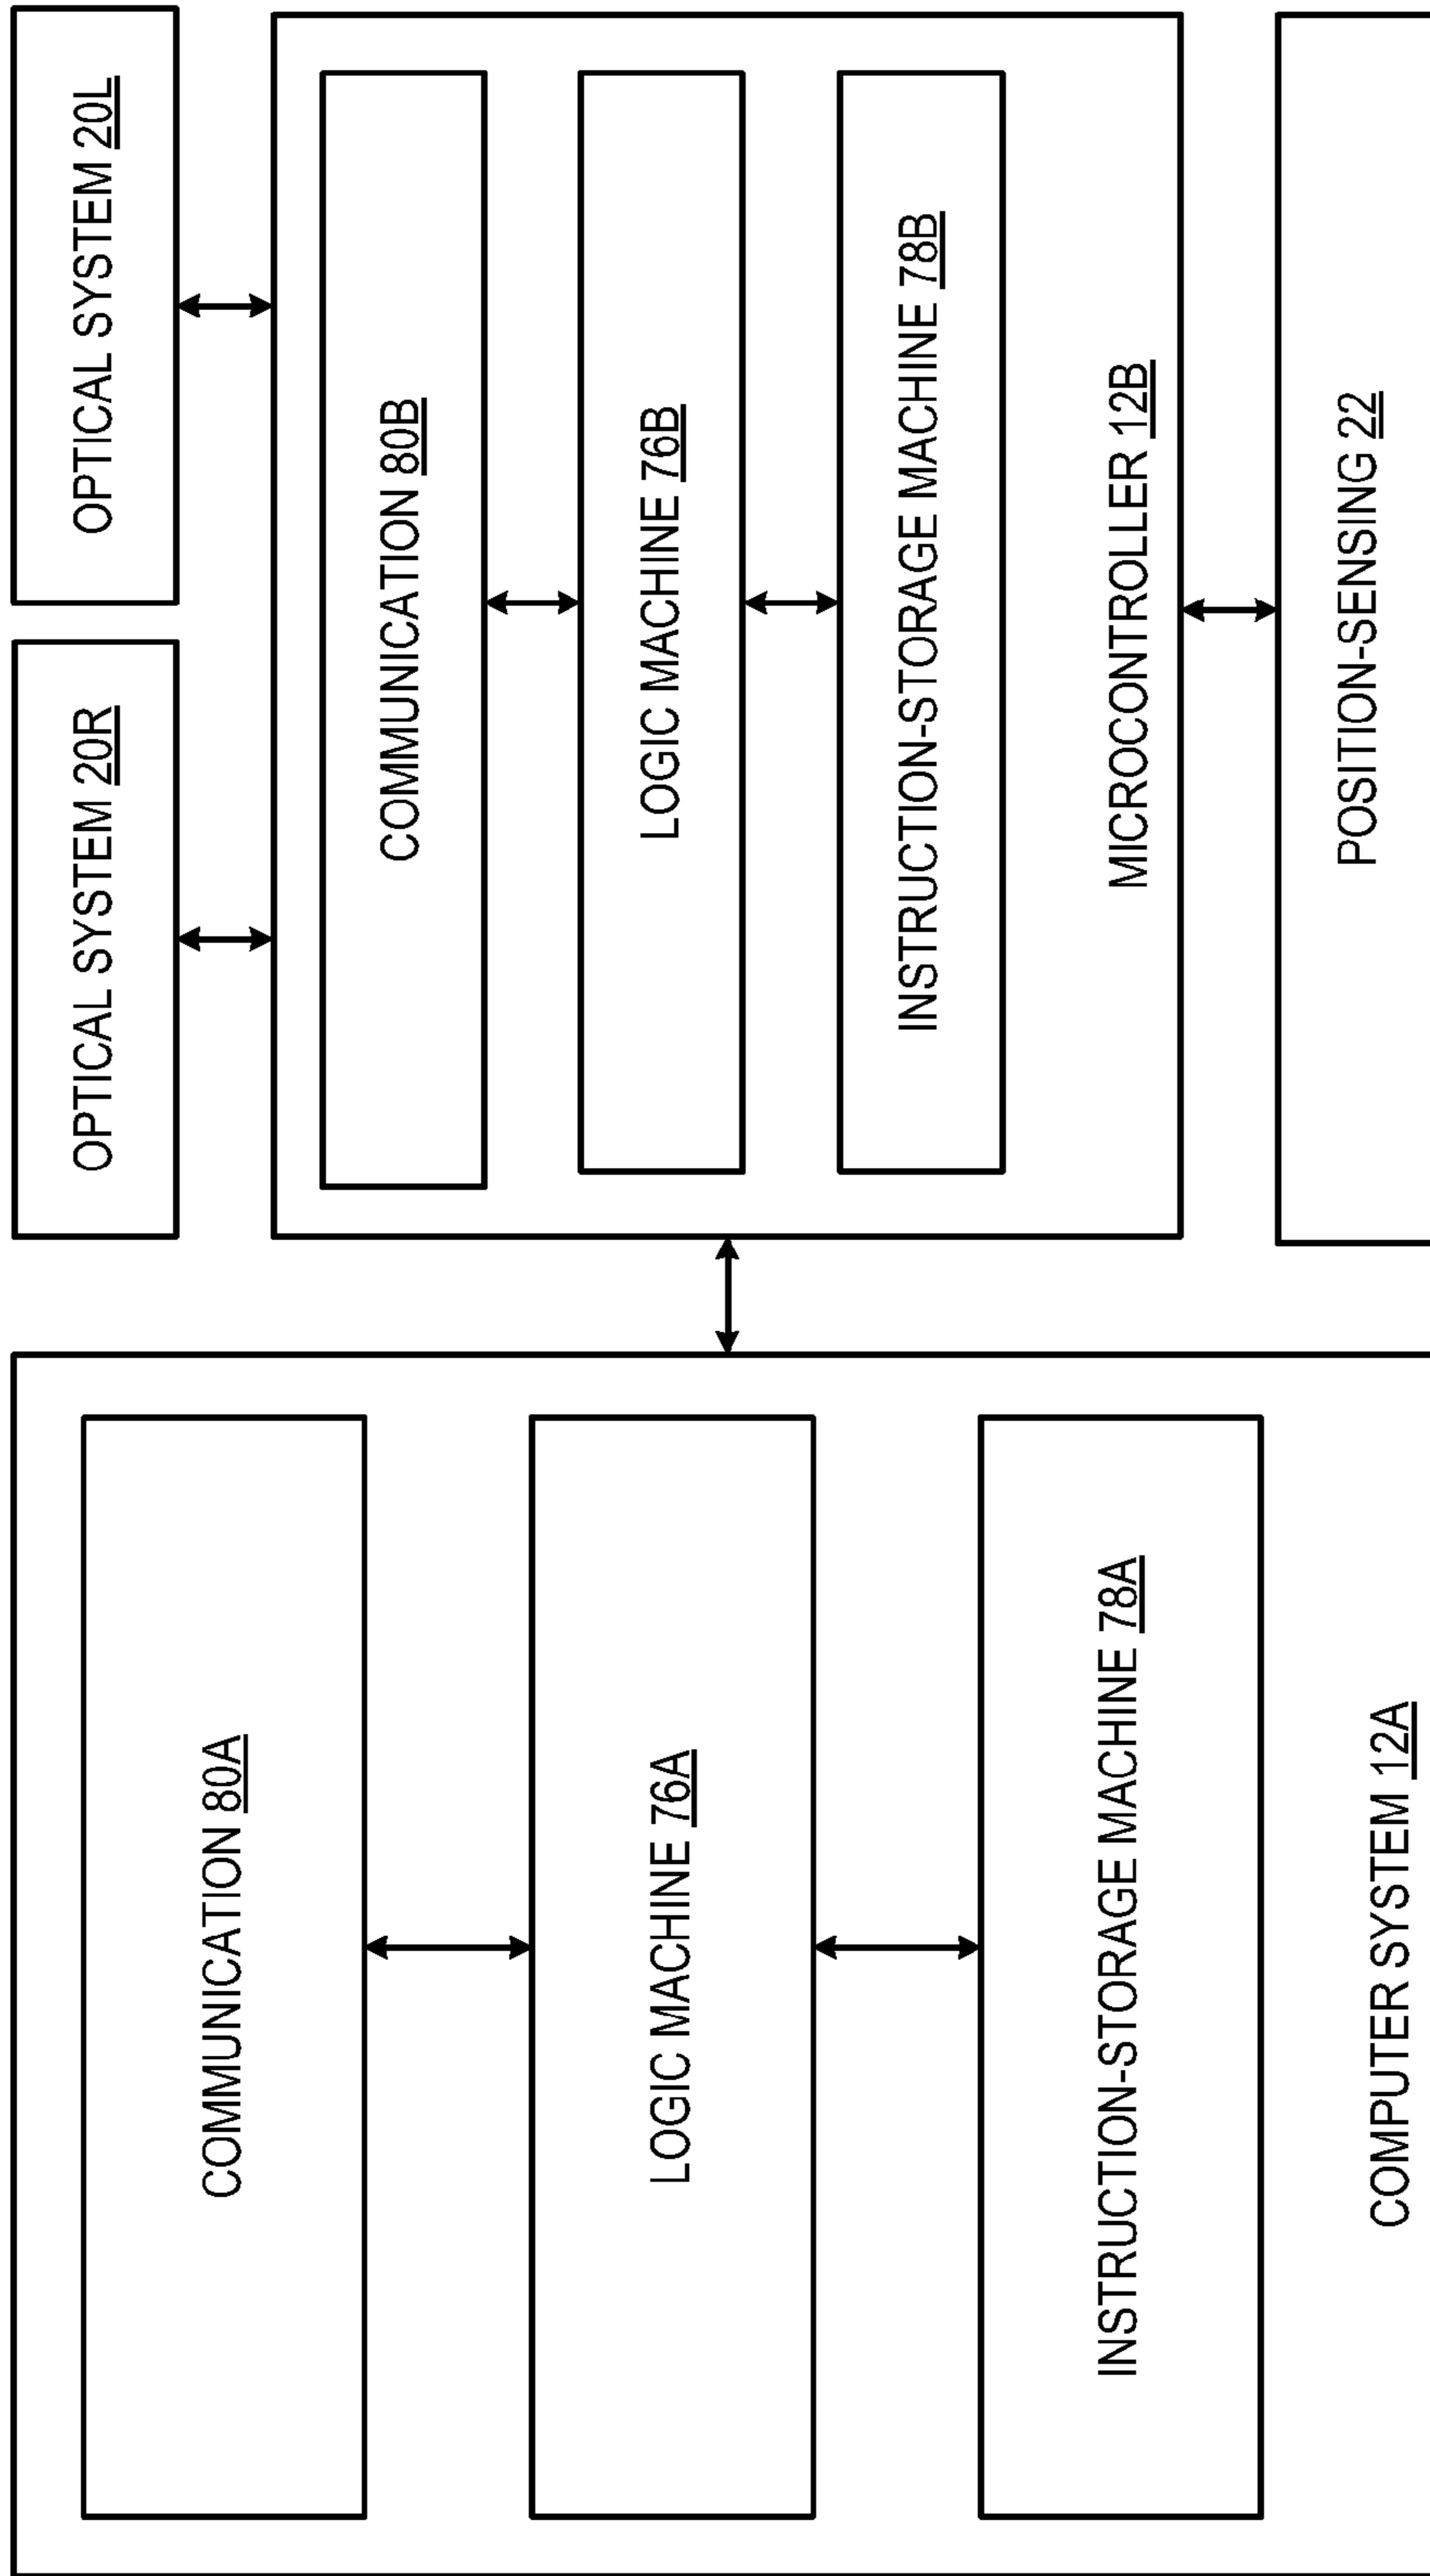 COMMUNICATION 80A
LOGIC MACHINE 76A
INSTRUCTION-STORAGE MACHINE 78A
COMPUTER SYSTEM 12A
OPTICAL SYSTEM 20R
OPTICAL SYSTEM 20L
COMMUNICATION 80B
LOGIC MACHINE 76B
INSTRUCTION-STORAGE MACHINE 78B
MICROCONTROLLER 12B
POSITION-SENSING 22